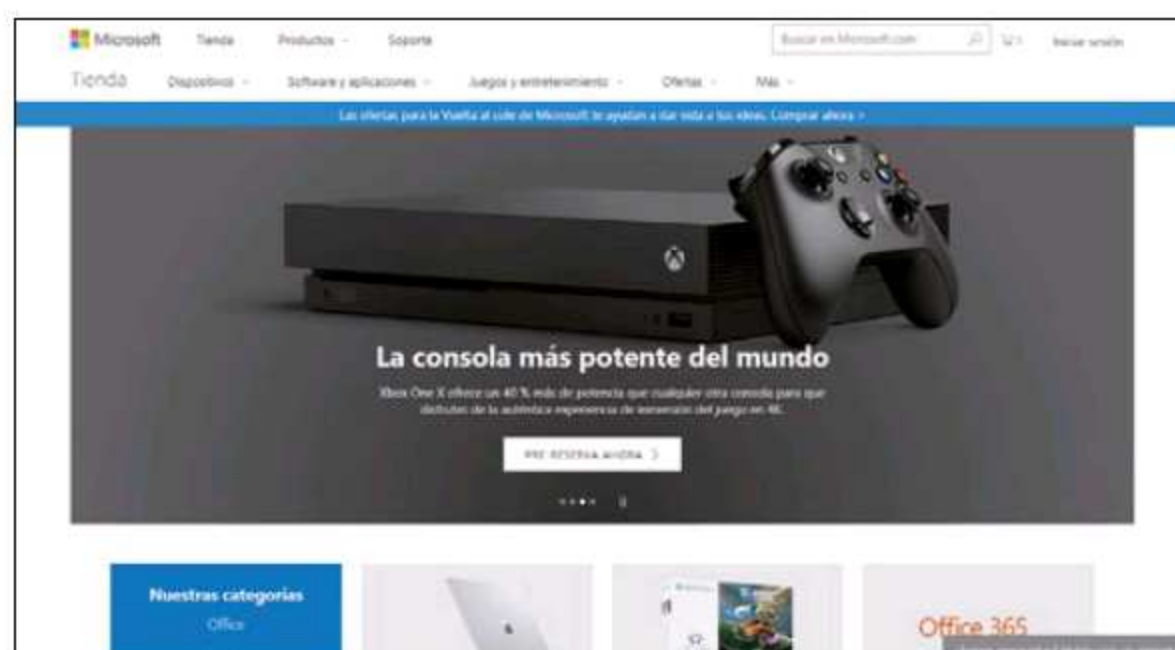 Microsoft Tienda Productos Soporte Buscar en Microsoft.com Iniciar sesión
Tienda Dispositivos Software y aplicaciones Juegos y entretenimiento Ofertas Más
Las ofertas para la Vuelta al cole de Microsoft te ayudan a dar vida a tus ideas. Comprar ahora >
La consola más potente del mundo
Xbox One X ofrece un 40 % más de potencia que cualquier otra consola para que
disfrutes de la auténtica experiencia de inmersión del juego en 4K.
PRE-RESERVA AHORA >
Nuestras categorías
Office
Office 365